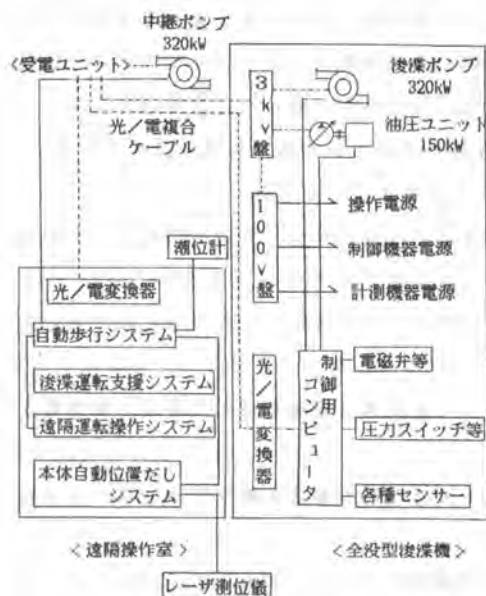 中継ポンプ
320kW
<受電ユニット>
光/電複合
ケーブル
3kV盤
後渫ポンプ
320kW
油圧ユニット
150kW
100V盤
操作電源
制御機器電源
計測機器電源
潮位計
光/電変換器
自動歩行システム
浚渫運転支援システム
遠隔運転操作システム
本体自動位置だし
システム
光/電変換器
制御用
コンピュータ
電磁弁等
圧力スイッチ等
各種センサー
<遠隔操作室>
<全没型浚渫機>
レーザ測位儀